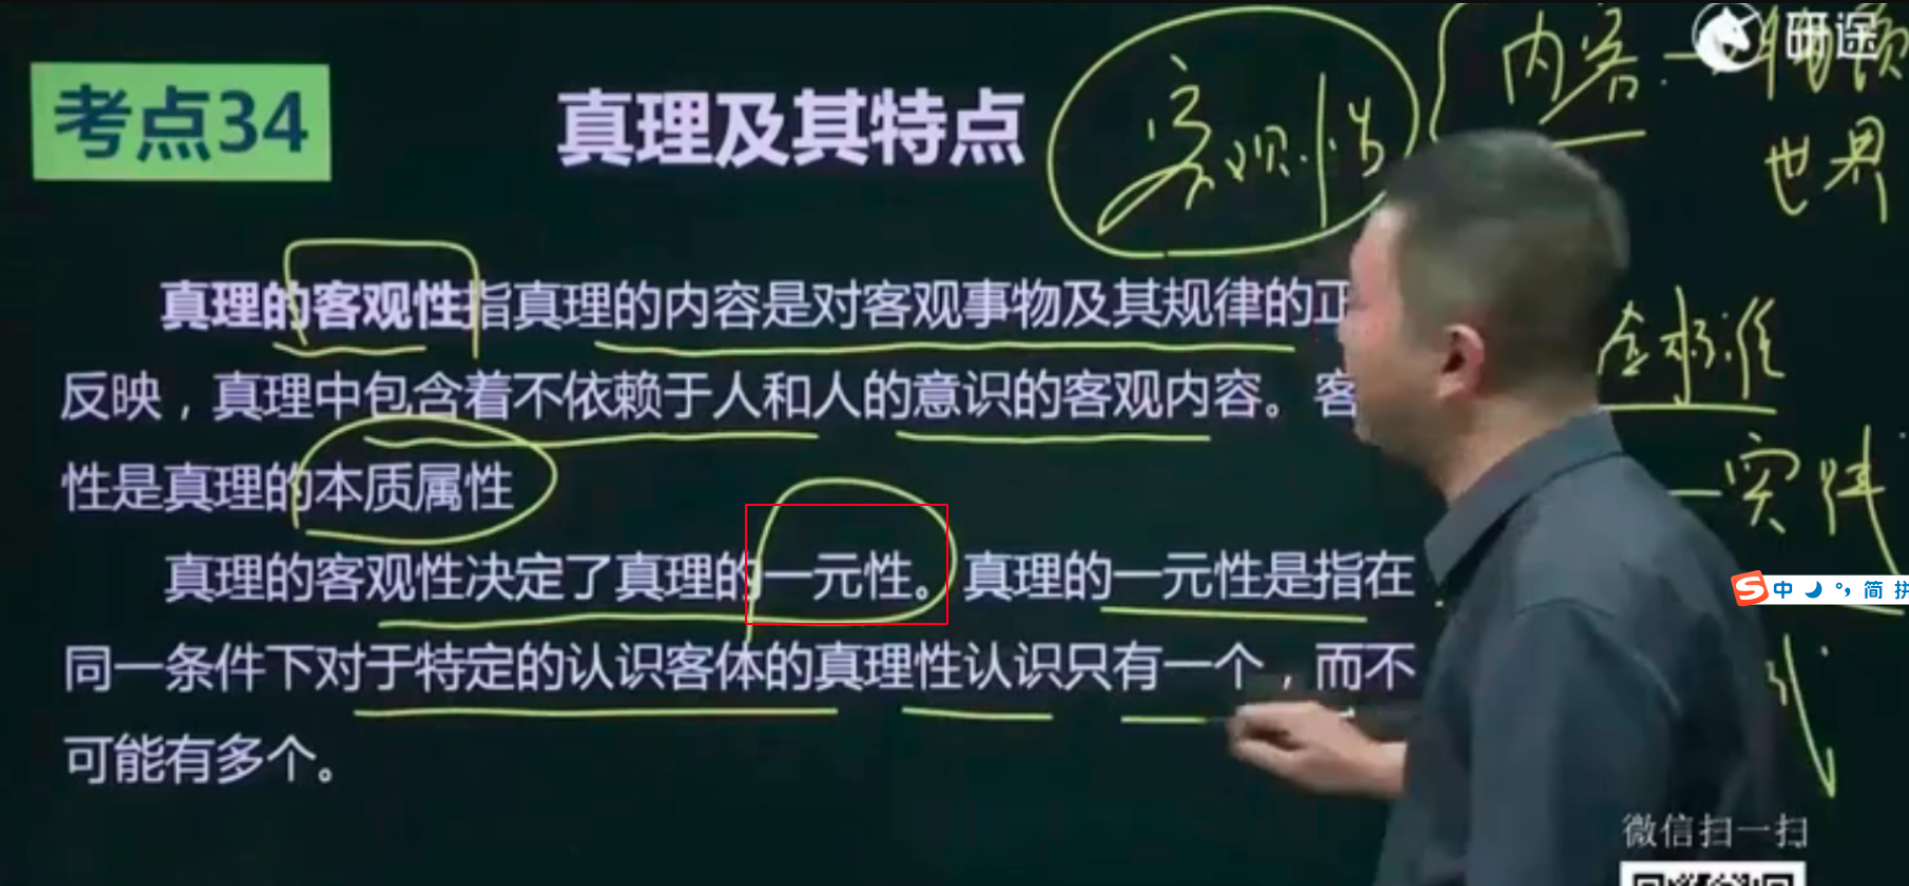 研途
考点34
真理及其特点
客观性
内容
世界
真理的客观性指真理的内容是对客观事物及其规律的正
反映，真理中包含着不依赖于人和人的意识的客观内容。客
性是真理的本质属性
标准
实践
真理的客观性决定了真理的一元性。真理的一元性是指在
同一条件下对于特定的认识客体的真理性认识只有一个，而不
可能有多个。
中 简 拼
微信扫一扫